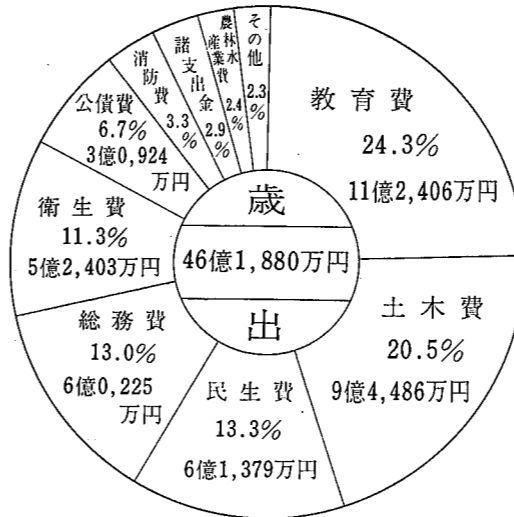 教育費
24.3%
11億2,406万円
土木費
20.5%
9億4,486万円
民生費
13.3%
6億1,379万円
総務費
13.0%
6億0,225
万円
衛生費
11.3%
5億2,403万円
公債費
6.7%
3億0,924
万円
消防費
3.3
%
諸支出金
2.9
%
農林水
産業費
2.4
%
その他
2.3
%
歳
46億1,880万円
出